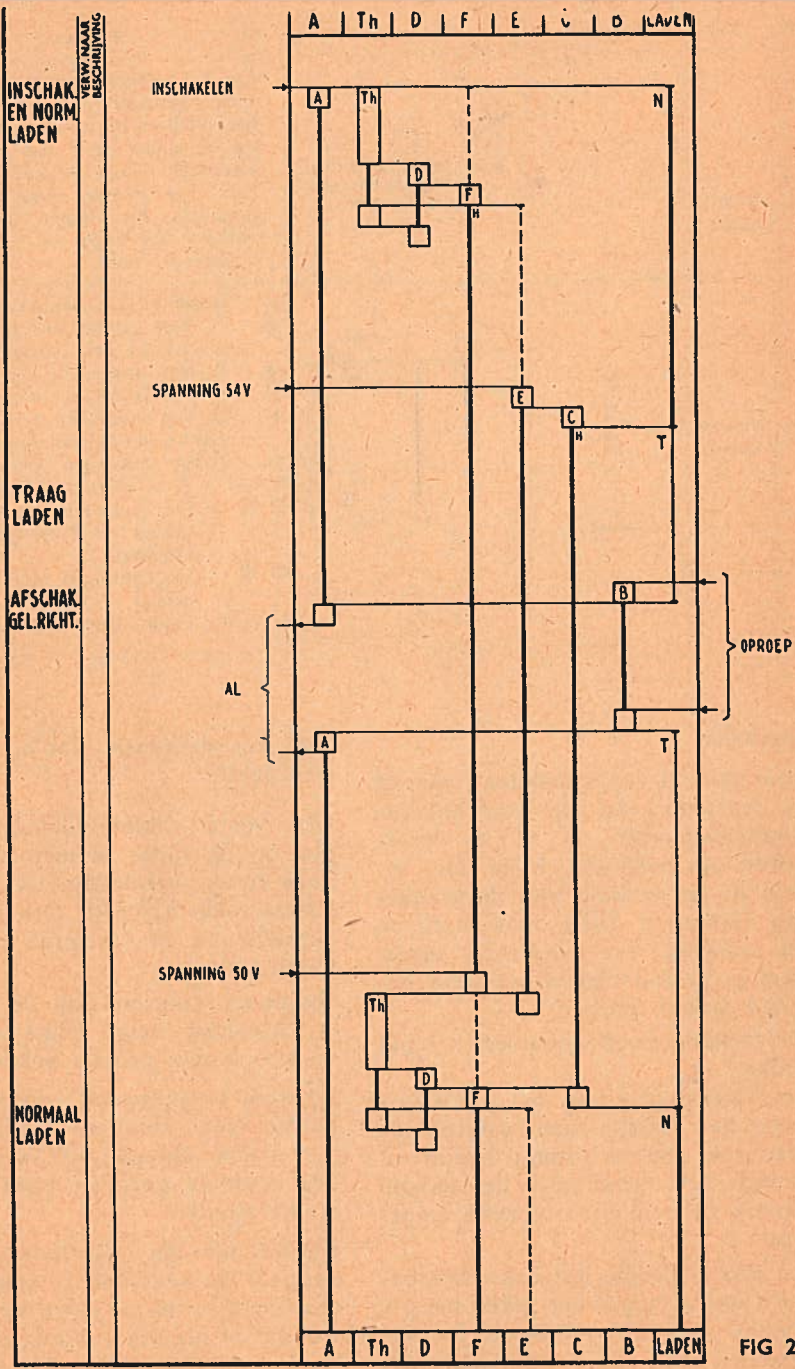 A Th D F E C B LADEN
VERW. NAAR
BESCHRIJVING
INSCHAK.
EN NORM.
LADEN
INSCHAKELEN
A
Th
N
D
F
H
SPANNING 54V
E
C
H
T
TRAAG
LADEN
AFSCHAK.
GEL.RICHT.
B
OPROEP
AL
A
T
SPANNING 50 V
Th
D
F
NORMAAL
LADEN
N
A Th D F E C B LADEN
FIG 2